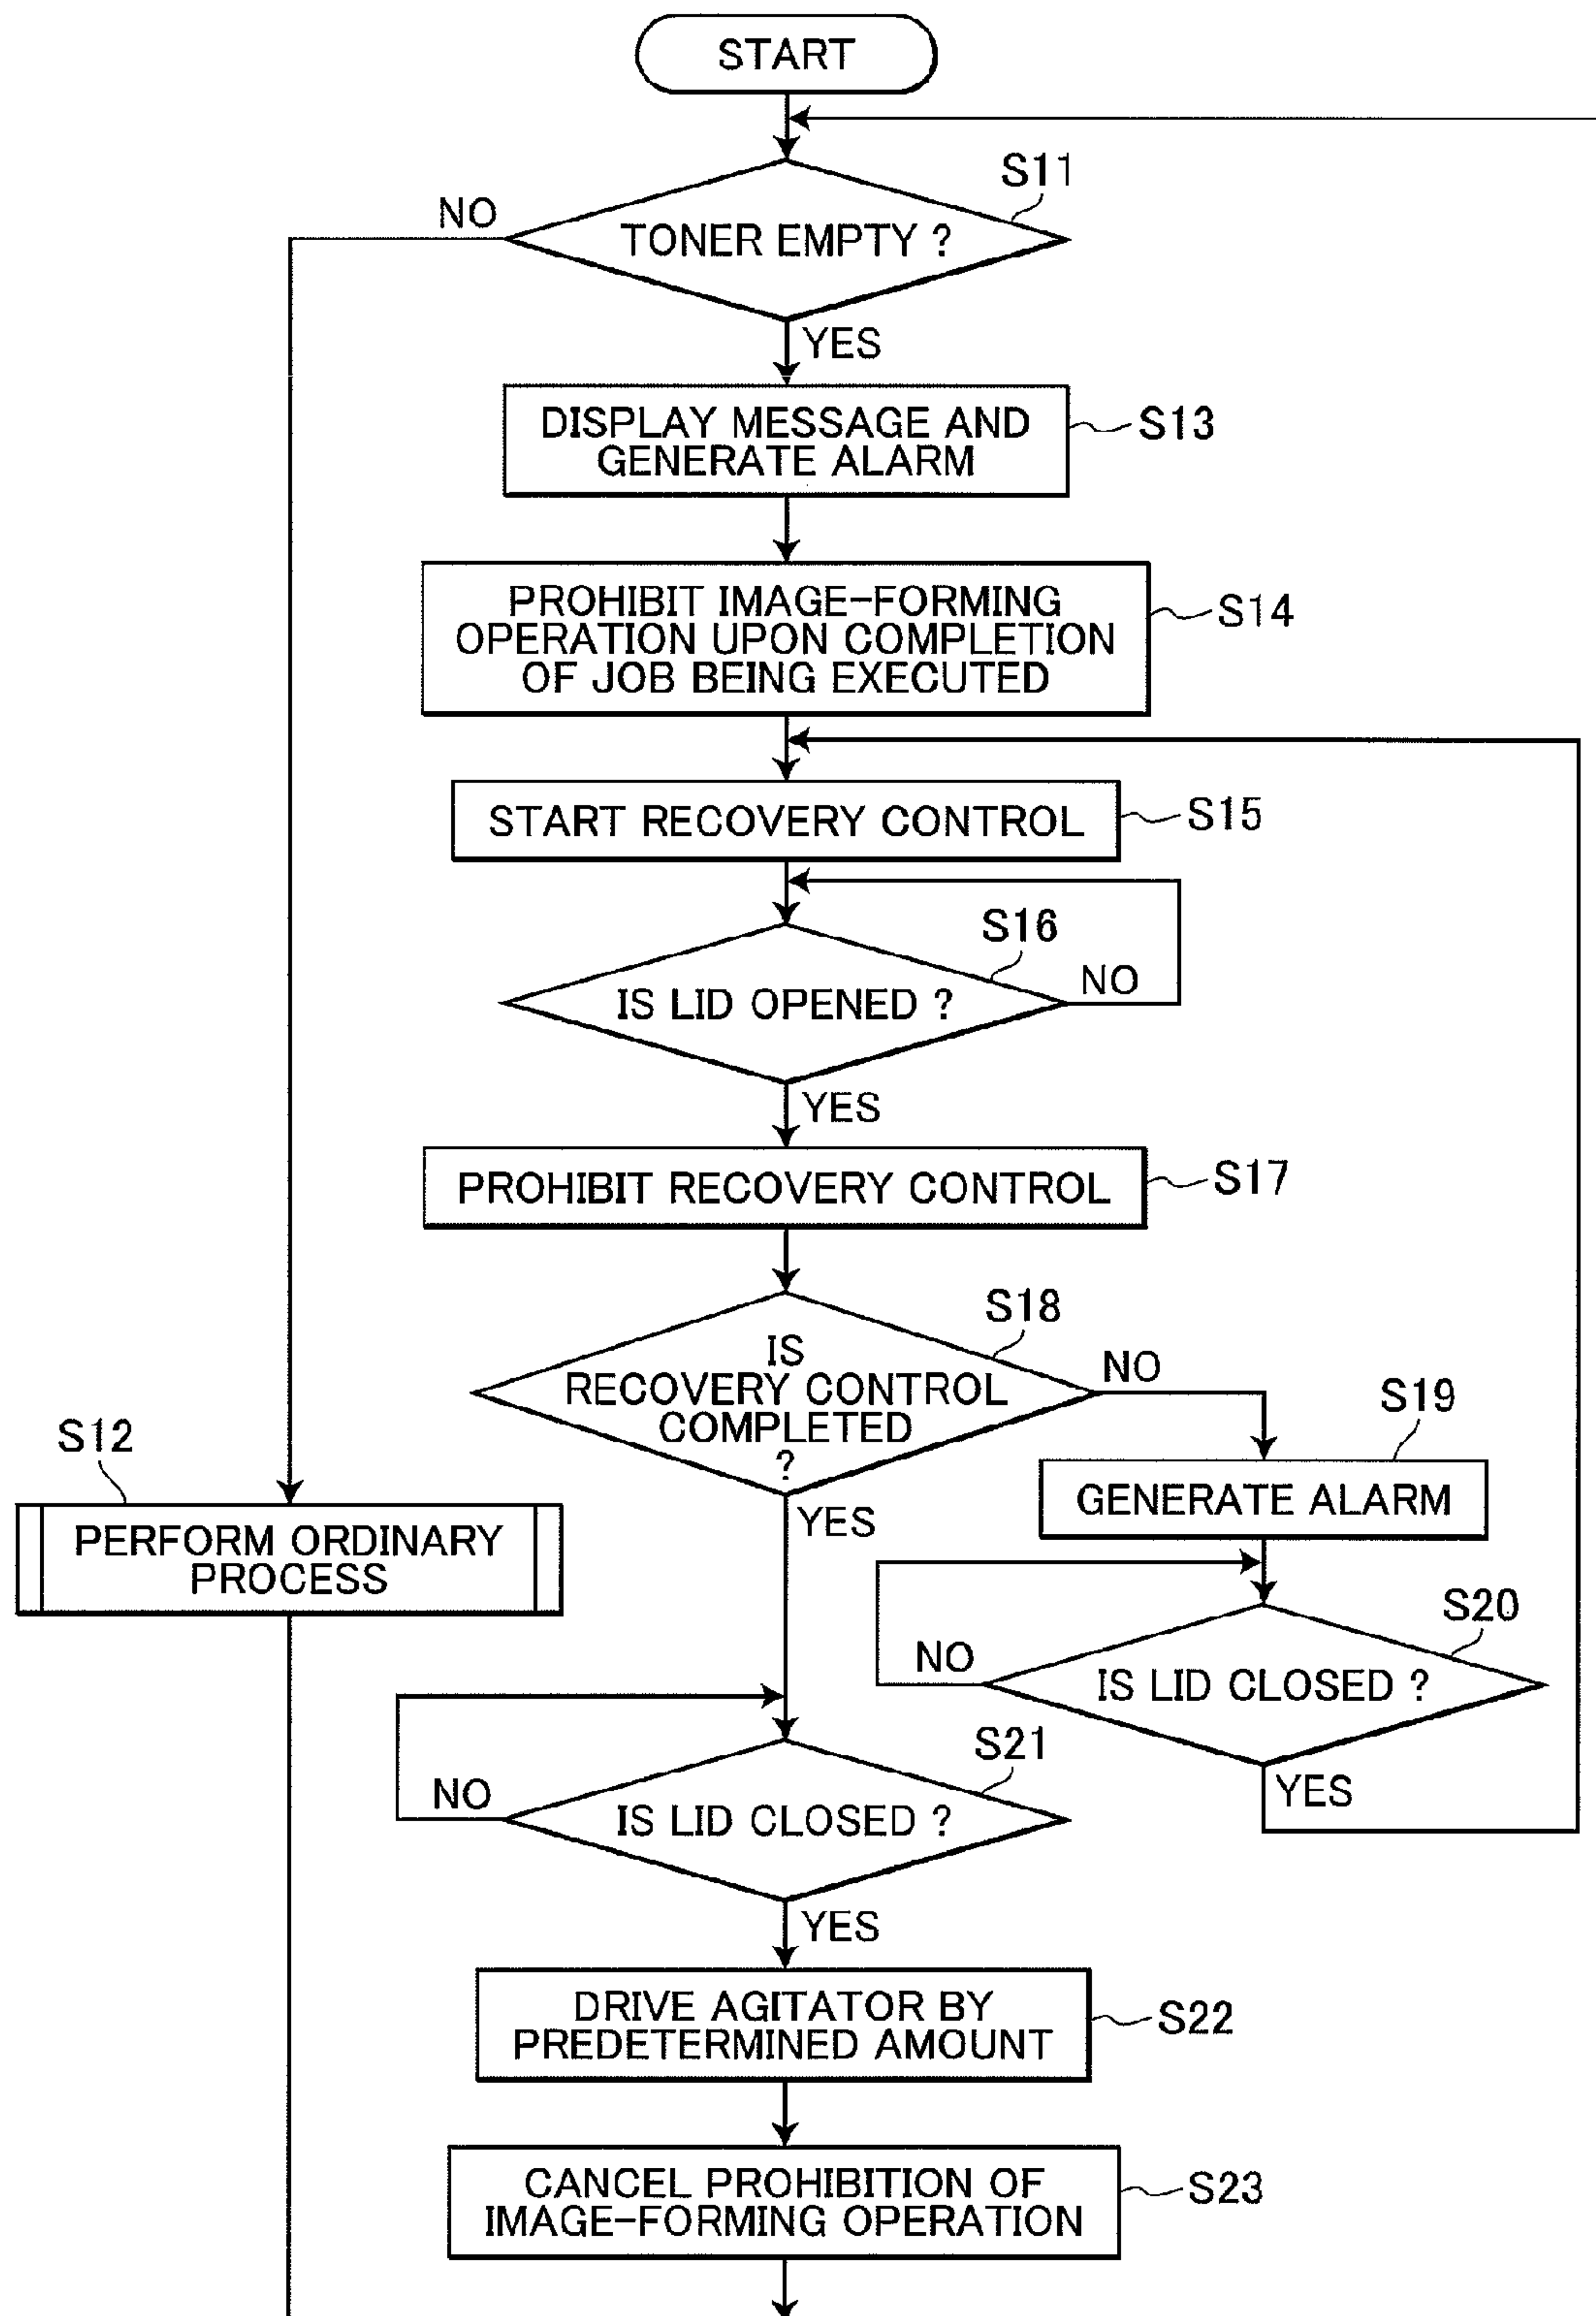 START
S11
NO
TONER EMPTY ?
YES
DISPLAY MESSAGE AND
GENERATE ALARM
S13
PROHIBIT IMAGE-FORMING
OPERATION UPON COMPLETION
OF JOB BEING EXECUTED
S14
START RECOVERY CONTROL
S15
S16
IS LID OPENED ?
NO
YES
PROHIBIT RECOVERY CONTROL
S17
S18
IS
RECOVERY CONTROL
COMPLETED
?
NO
YES
S19
GENERATE ALARM
S12
PERFORM ORDINARY
PROCESS
S20
NO
IS LID CLOSED ?
YES
S21
NO
IS LID CLOSED ?
YES
DRIVE AGITATOR BY
PREDETERMINED AMOUNT
S22
CANCEL PROHIBITION OF
IMAGE-FORMING OPERATION
S23